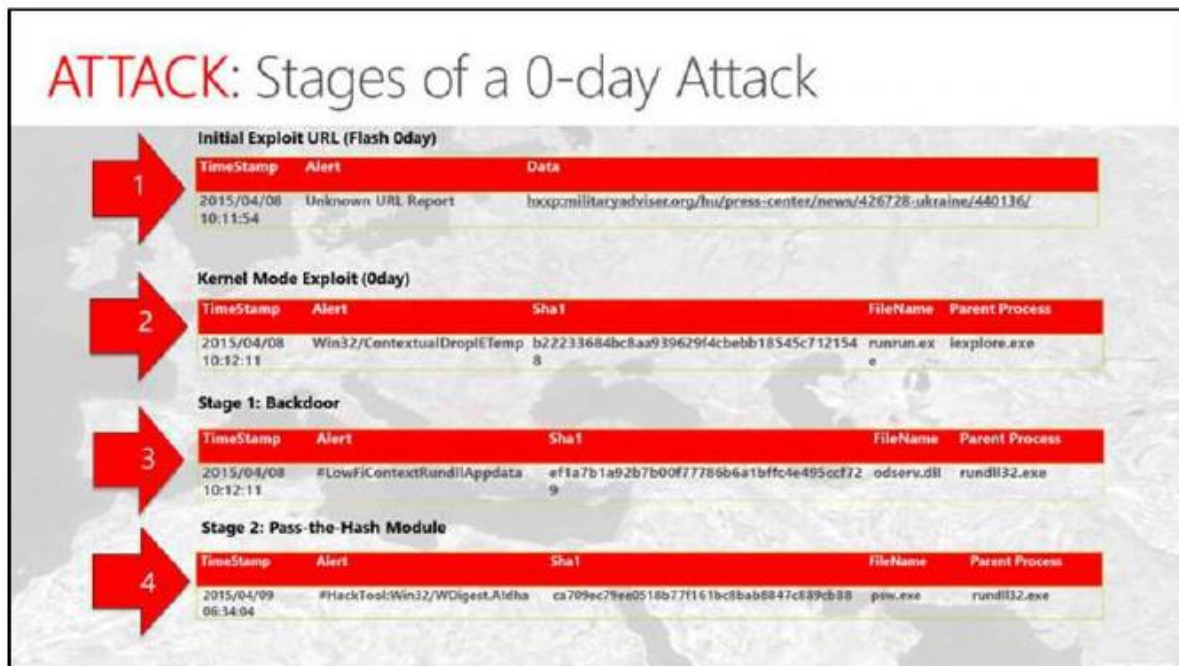 ATTACK: Stages of a 0-day Attack
Initial Exploit URL (Flash 0day)
1
TimeStamp Alert Data
2015/04/08 Unknown URL Report hxxp:militaryadviser.org/hu/press-center/news/426728-ukraine/440136/
10:11:54
Kernel Mode Exploit (0day)
2
TimeStamp Alert Sha1 FileName Parent Process
2015/04/08 Win32/ContextualDropIETemp b22233684bc8aa939629f4cbebb18545c712154 runrun.ex iexplore.exe
10:12:11 8 e
Stage 1: Backdoor
3
TimeStamp Alert Sha1 FileName Parent Process
2015/04/08 #LowFiContextRundllAppdata ef1a7b1a92b7b00f77786b6a1bffc4e495ccf72 odserv.dll rundll32.exe
10:12:11 9
Stage 2: Pass-the-Hash Module
4
TimeStamp Alert Sha1 FileName Parent Process
2015/04/09 #HackTool:Win32/WDigest.A!dha ca709ec79ee0518b77f161bc8bab8847c889cb88 psw.exe rundll32.exe
06:34:04